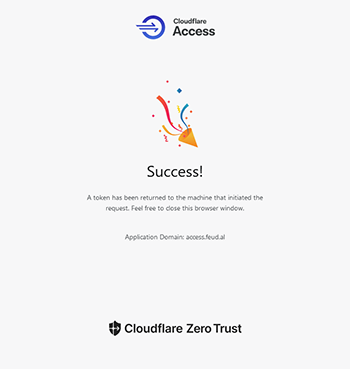 Cloudflare
Access
Success!
A token has been returned to the machine that initiated the
request. Feel free to close this browser window.
Application Domain: access.feud.al
Cloudflare Zero Trust